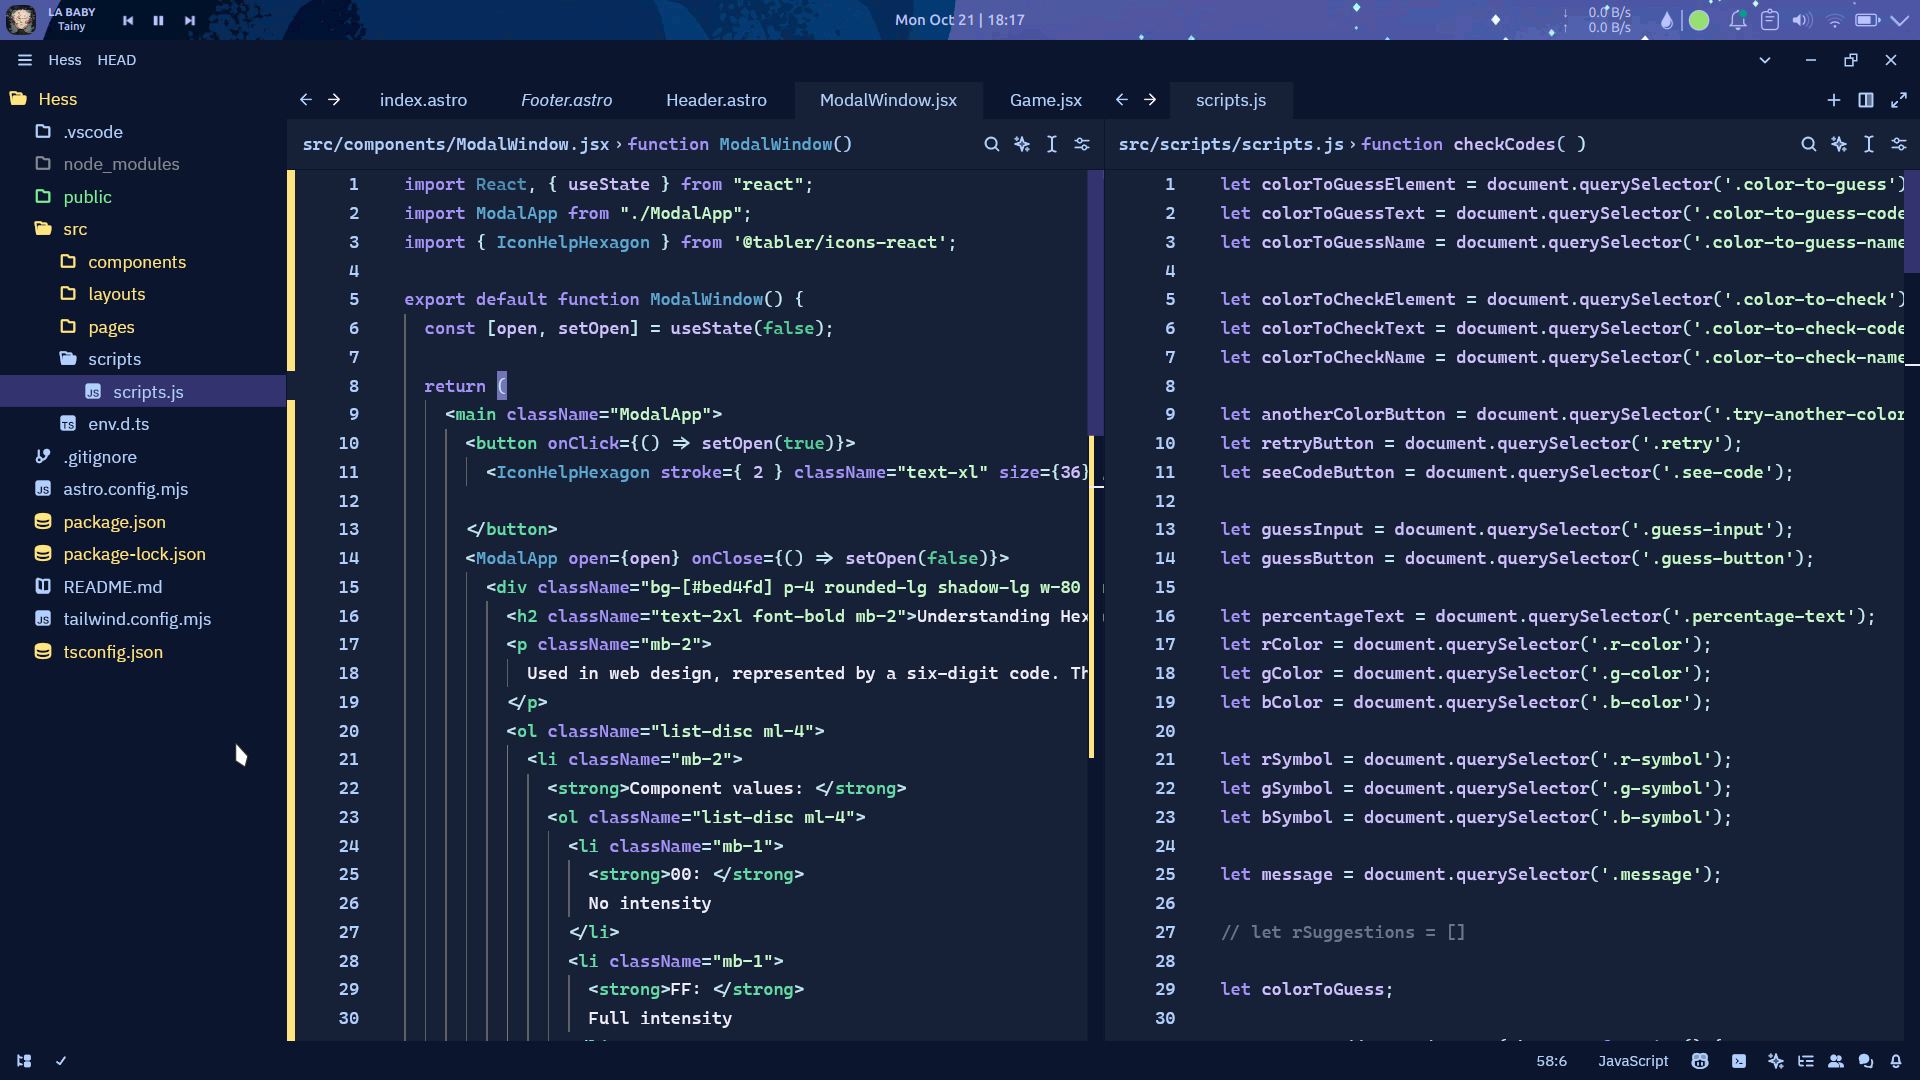 LA BABY
Tainy
Mon Oct 21 | 18:17
0.0 B/s
0.0 B/s
Hess HEAD
Hess
.vscode
node_modules
public
src
components
layouts
pages
scripts
scripts.js
env.d.ts
.gitignore
astro.config.mjs
package.json
package-lock.json
README.md
tailwind.config.mjs
tsconfig.json
index.astro Footer.astro Header.astro ModalWindow.jsx Game.jsx
src/components/ModalWindow.jsx › function ModalWindow()
1 import React, { useState } from "react";
2 import ModalApp from "./ModalApp";
3 import { IconHelpHexagon } from '@tabler/icons-react';
4
5 export default function ModalWindow() {
6 const [open, setOpen] = useState(false);
7
8 return (
9 <main className="ModalApp">
10 <button onClick={() => setOpen(true)}>
11 <IconHelpHexagon stroke={ 2 } className="text-xl" size={36}
12
13 </button>
14 <ModalApp open={open} onClose={() => setOpen(false)}>
15 <div className="bg-[#bed4fd] p-4 rounded-lg shadow-lg w-80
16 <h2 className="text-2xl font-bold mb-2">Understanding Hex
17 <p className="mb-2">
18 Used in web design, represented by a six-digit code. Th
19 </p>
20 <ol className="list-disc ml-4">
21 <li className="mb-2">
22 <strong>Component values: </strong>
23 <ol className="list-disc ml-4">
24 <li className="mb-1">
25 <strong>00: </strong>
26 No intensity
27 </li>
28 <li className="mb-1">
29 <strong>FF: </strong>
30 Full intensity
scripts.js
src/scripts/scripts.js › function checkCodes( )
1 let colorToGuessElement = document.querySelector('.color-to-guess')
2 let colorToGuessText = document.querySelector('.color-to-guess-code
3 let colorToGuessName = document.querySelector('.color-to-guess-name
4
5 let colorToCheckElement = document.querySelector('.color-to-check')
6 let colorToCheckText = document.querySelector('.color-to-check-code
7 let colorToCheckName = document.querySelector('.color-to-check-name
8
9 let anotherColorButton = document.querySelector('.try-another-color
10 let retryButton = document.querySelector('.retry');
11 let seeCodeButton = document.querySelector('.see-code');
12
13 let guessInput = document.querySelector('.guess-input');
14 let guessButton = document.querySelector('.guess-button');
15
16 let percentageText = document.querySelector('.percentage-text');
17 let rColor = document.querySelector('.r-color');
18 let gColor = document.querySelector('.g-color');
19 let bColor = document.querySelector('.b-color');
20
21 let rSymbol = document.querySelector('.r-symbol');
22 let gSymbol = document.querySelector('.g-symbol');
23 let bSymbol = document.querySelector('.b-symbol');
24
25 let message = document.querySelector('.message');
26
27 // let rSuggestions = []
28
29 let colorToGuess;
30
58:6 JavaScript